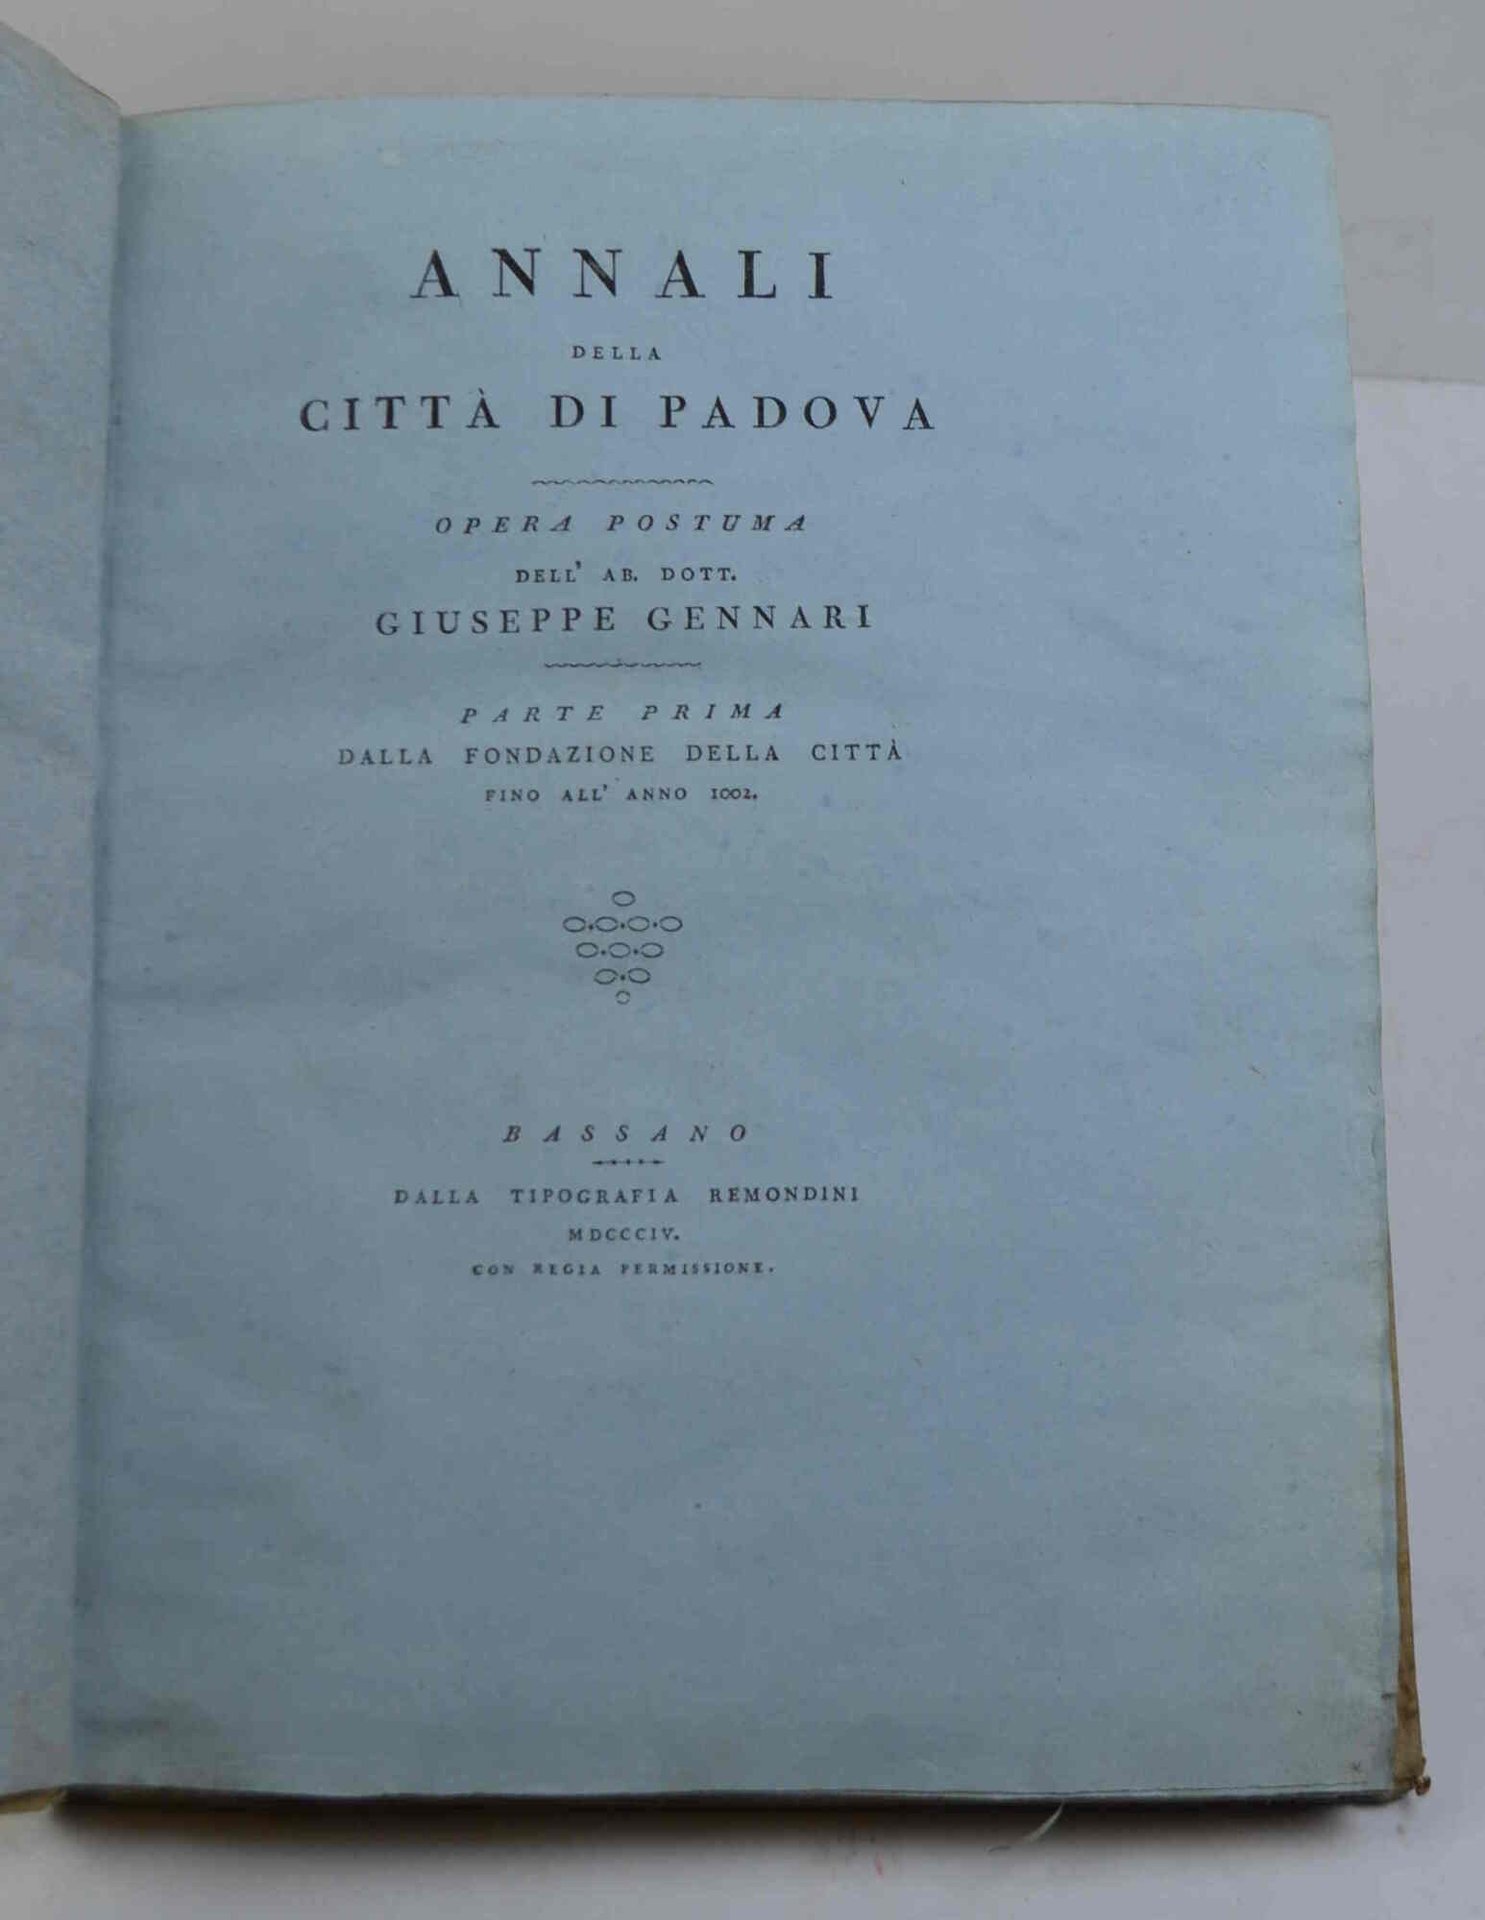 ANNALI
DELLA
CITTÀ DI PADOVA
OPERA POSTUMA
DELL' AB. DOTT.
GIUSEPPE GENNARI
PARTE PRIMA
DALLA FONDAZIONE DELLA CITTÀ
FINO ALL' ANNO 1002.
BASSANO
DALLA TIPOGRAFIA REMONDINI
MDCCCIV.
CON REGIA PERMISSIONE.